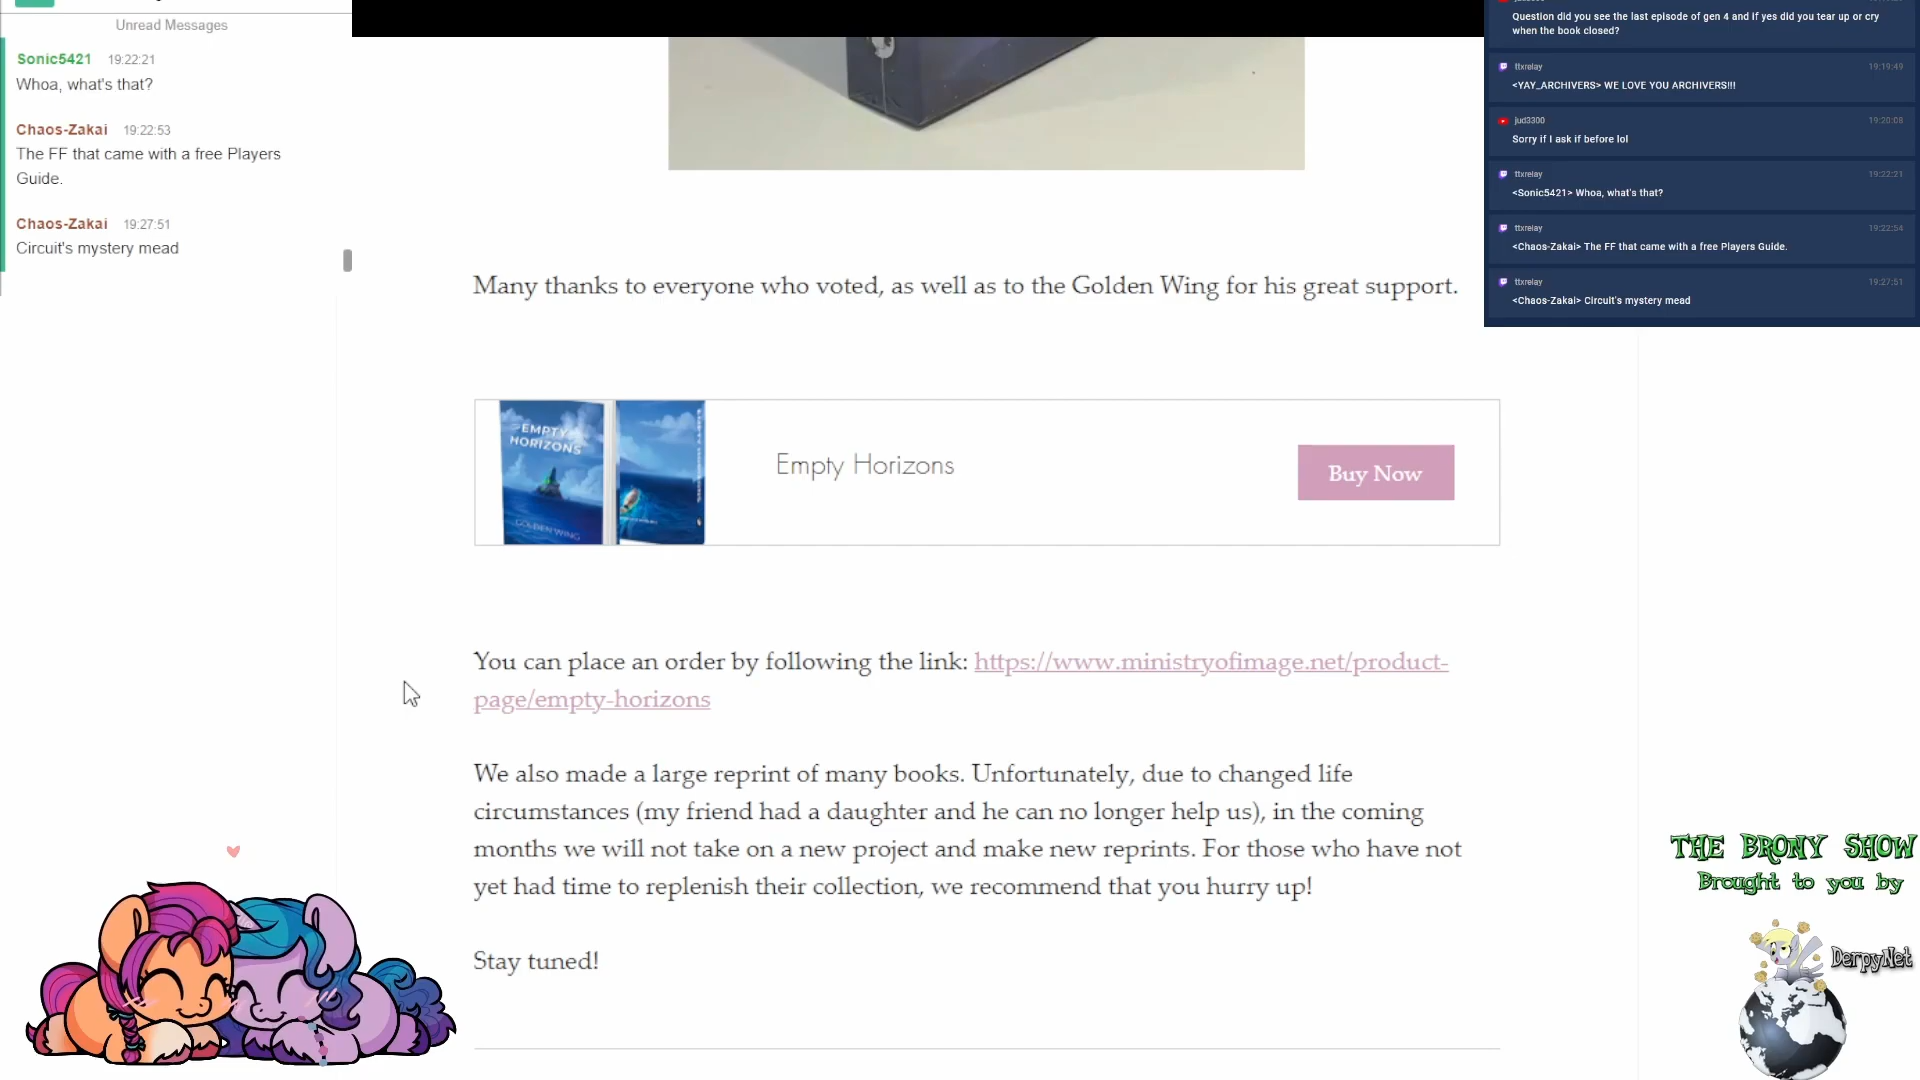 Unread Messages
Sonic5421 19:22:21
Whoa, what's that?
Chaos-Zakai 19:22:53
The FF that came with a free Players
Guide.
Chaos-Zakai 19:27:51
Circuit's mystery mead
Many thanks to everyone who voted, as well as to the Golden Wing for his great support.
EMPTY
HORIZONS
GOLDEN WING
Empty Horizons
Buy Now
You can place an order by following the link: https://www.ministryofimage.net/product-
page/empty-horizons
We also made a large reprint of many books. Unfortunately, due to changed life
circumstances (my friend had a daughter and he can no longer help us), in the coming
months we will not take on a new project and make new reprints. For those who have not
yet had time to replenish their collection, we recommend that you hurry up!
Stay tuned!
Question did you see the last episode of gen 4 and if yes did you tear up or cry
when the book closed?
ttxrelay 19:19:49
<YAY_ARCHIVERS> WE LOVE YOU ARCHIVERS!!!
jud3300 19:20:08
Sorry if I ask if before lol
ttxrelay 19:22:21
<Sonic5421> Whoa, what's that?
ttxrelay 19:22:54
<Chaos-Zakai> The FF that came with a free Players Guide.
ttxrelay 19:27:51
<Chaos-Zakai> Circuit's mystery mead
THE BRONY SHOW
Brought to you by
DerpyNet